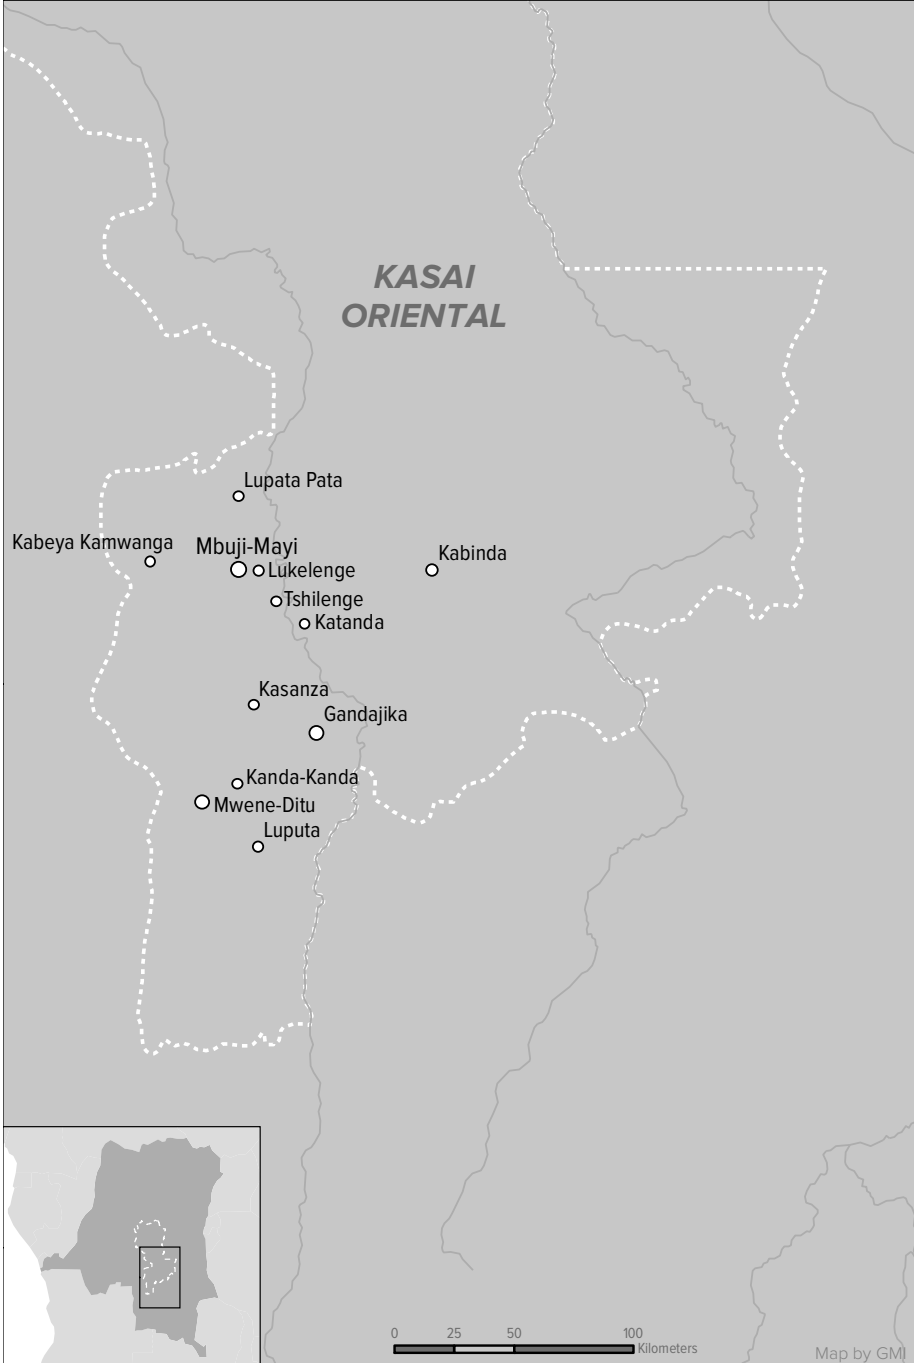 KASAI
ORIENTAL
Lupata Pata
Kabeya Kamwanga
Mbuji-Mayi
Kabinda
Lukelenge
Tshilenge
Katanda
Kasanza
Gandajika
Kanda-Kanda
Mwene-Ditu
Luputa
0 25 50 100
Kilometers
Map by GMI